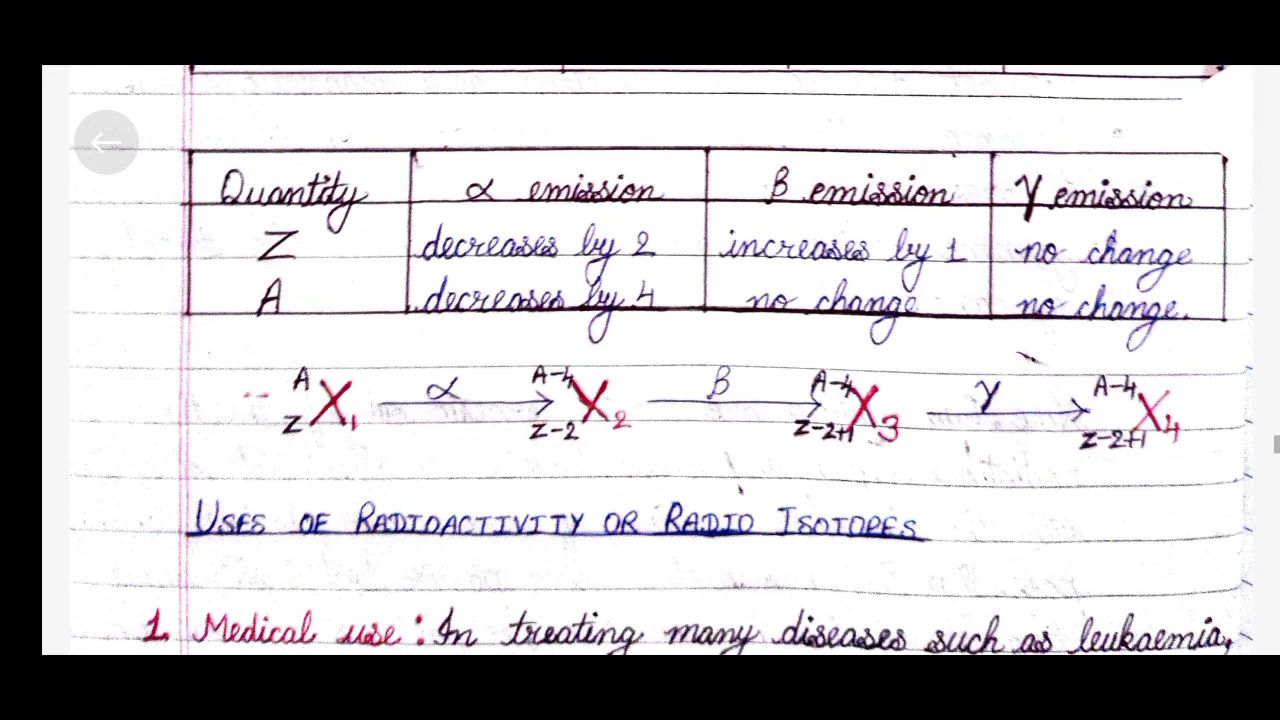 Quantity α emission β emission γ emission
Z decreases by 2 increases by 1 no change
A decreases by 4 no change no change.
A Z X1 α → A-4 Z-2 X2 β → A-4 Z-2+1 X3 γ → A-4 Z-2+1 X4
USES OF RADIOACTIVITY OR RADIO ISOTOPES
1. Medical use: In treating many diseases such as leukaemia,